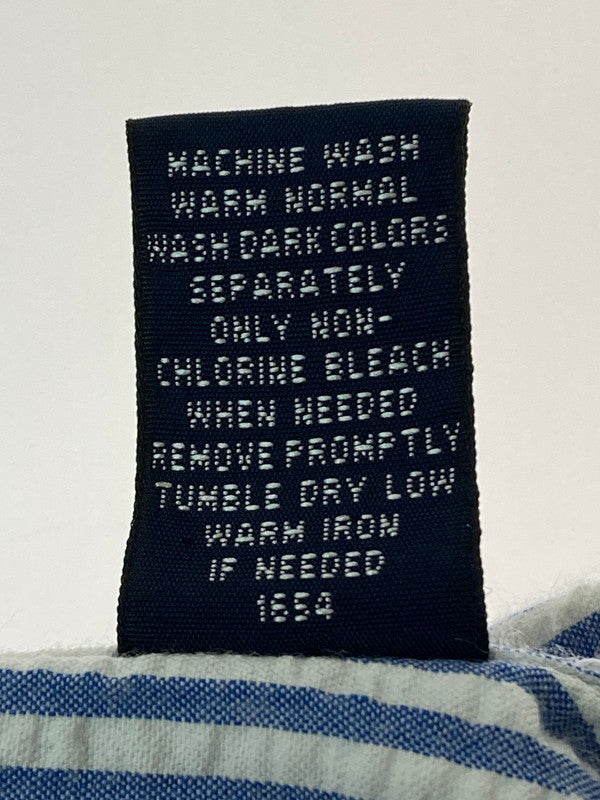 MACHINE WASH
WARM NORMAL
WASH DARK COLORS
SEPARATELY
ONLY NON-
CHLORINE BLEACH
WHEN NEEDED
REMOVE PROMPTLY
TUMBLE DRY LOW
WARM IRON
IF NEEDED
1654